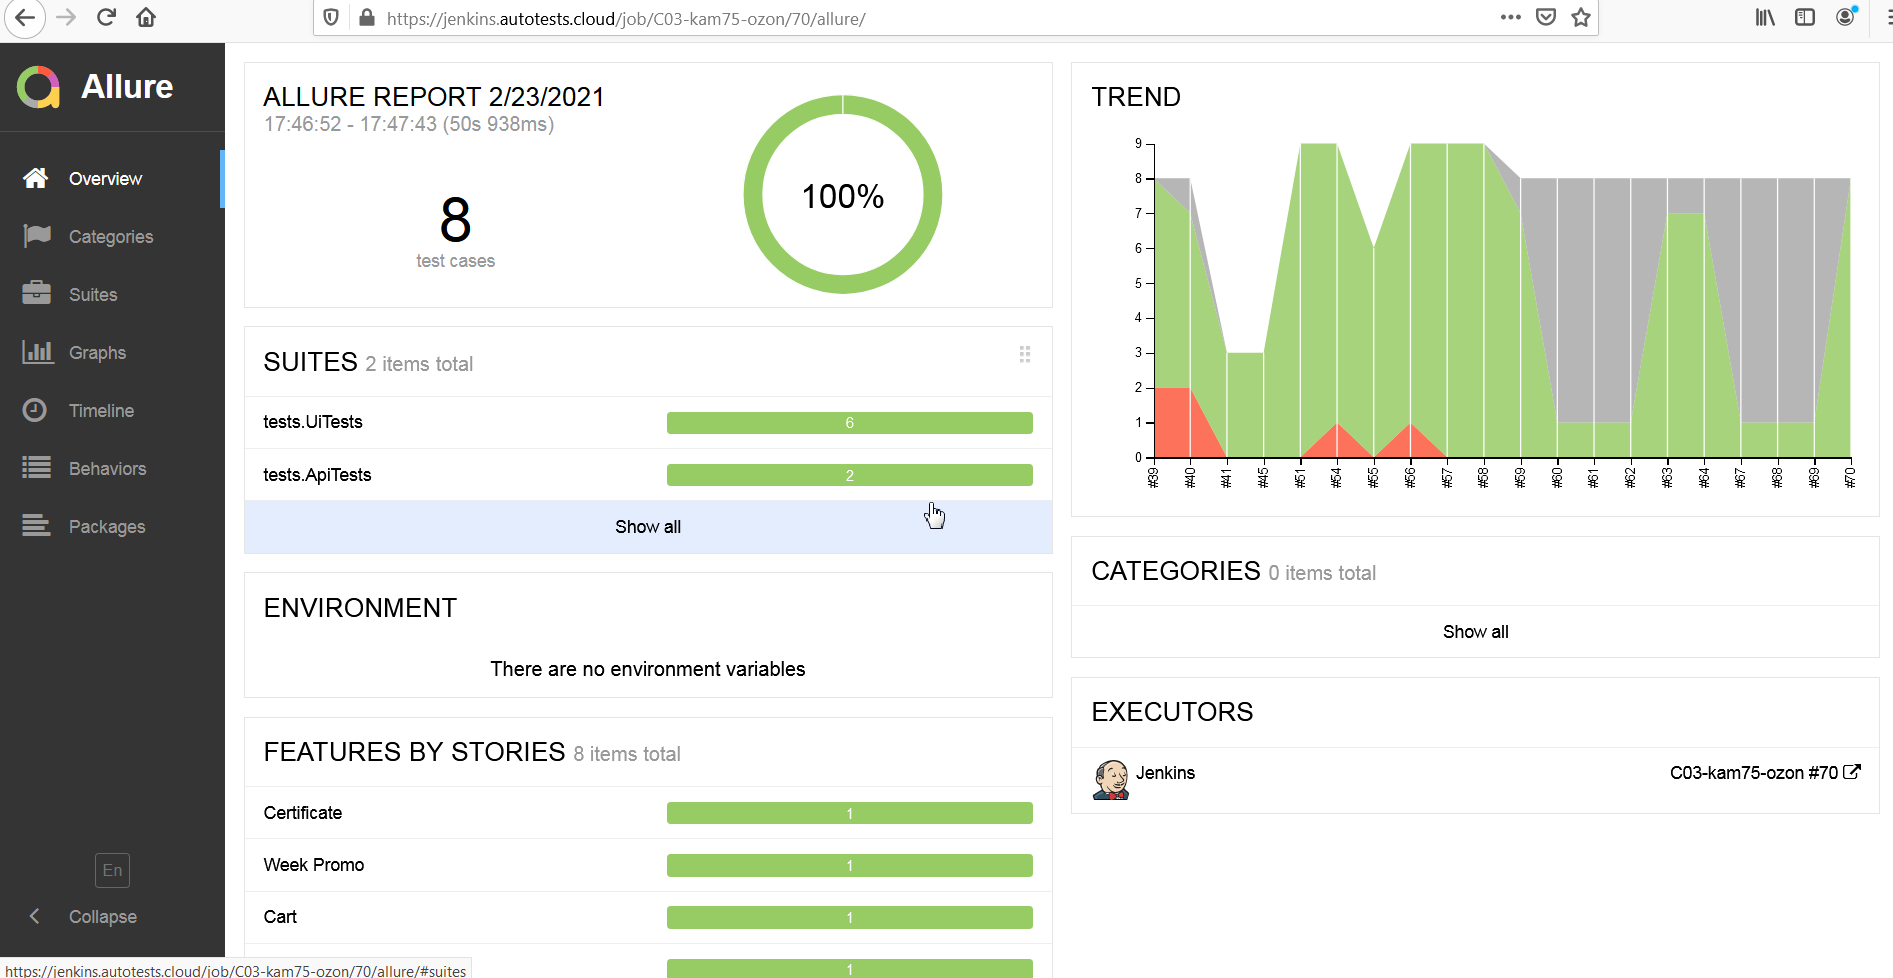 https://jenkins.autotests.cloud/job/C03-kam75-ozon/70/allure/
Allure
Overview
Categories
Suites
Graphs
Timeline
Behaviors
Packages
En
Collapse
ALLURE REPORT 2/23/2021
17:46:52 - 17:47:43 (50s 938ms)
8
test cases
100%
SUITES 2 items total
tests.UiTests 6
tests.ApiTests 2
Show all
ENVIRONMENT
There are no environment variables
FEATURES BY STORIES 8 items total
Certificate 1
Week Promo 1
Cart 1
1
TREND
9
8
7
6
5
4
3
2
1
0
#39 #40 #41 #45 #51 #54 #55 #56 #57 #58 #59 #60 #61 #62 #63 #64 #67 #68 #69 #70
CATEGORIES 0 items total
Show all
EXECUTORS
Jenkins C03-kam75-ozon #70
https://jenkins.autotests.cloud/job/C03-kam75-ozon/70/allure/#suites